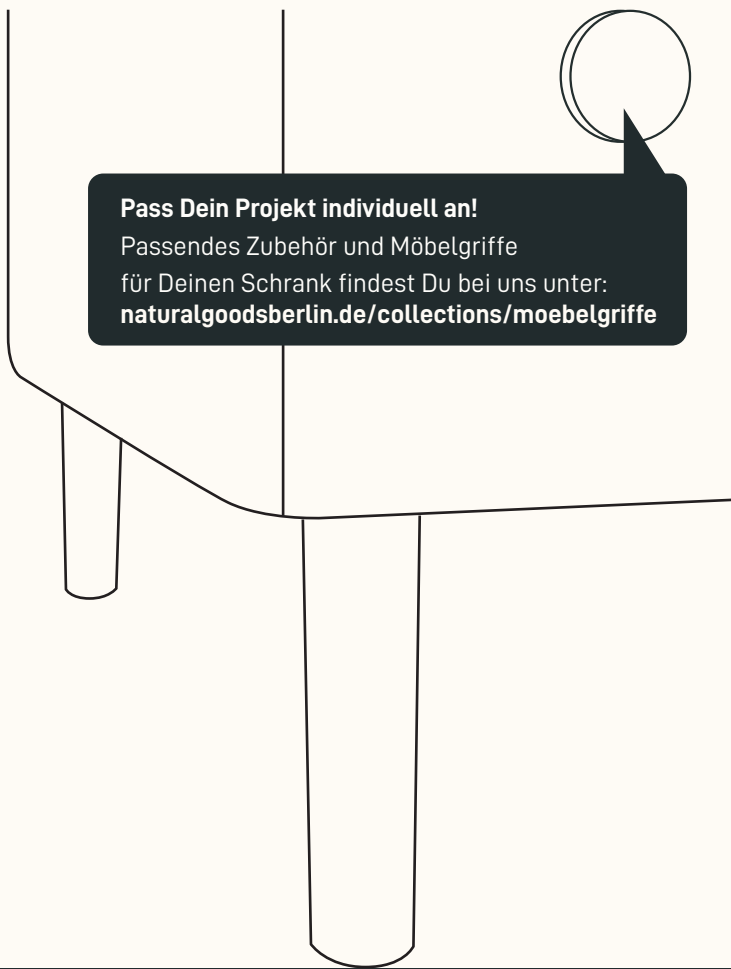 Pass Dein Projekt individuell an!
Passendes Zubehör und Möbelgriffe
für Deinen Schrank findest Du bei uns unter:
naturalgoodsberlin.de/collections/moebelgriffe